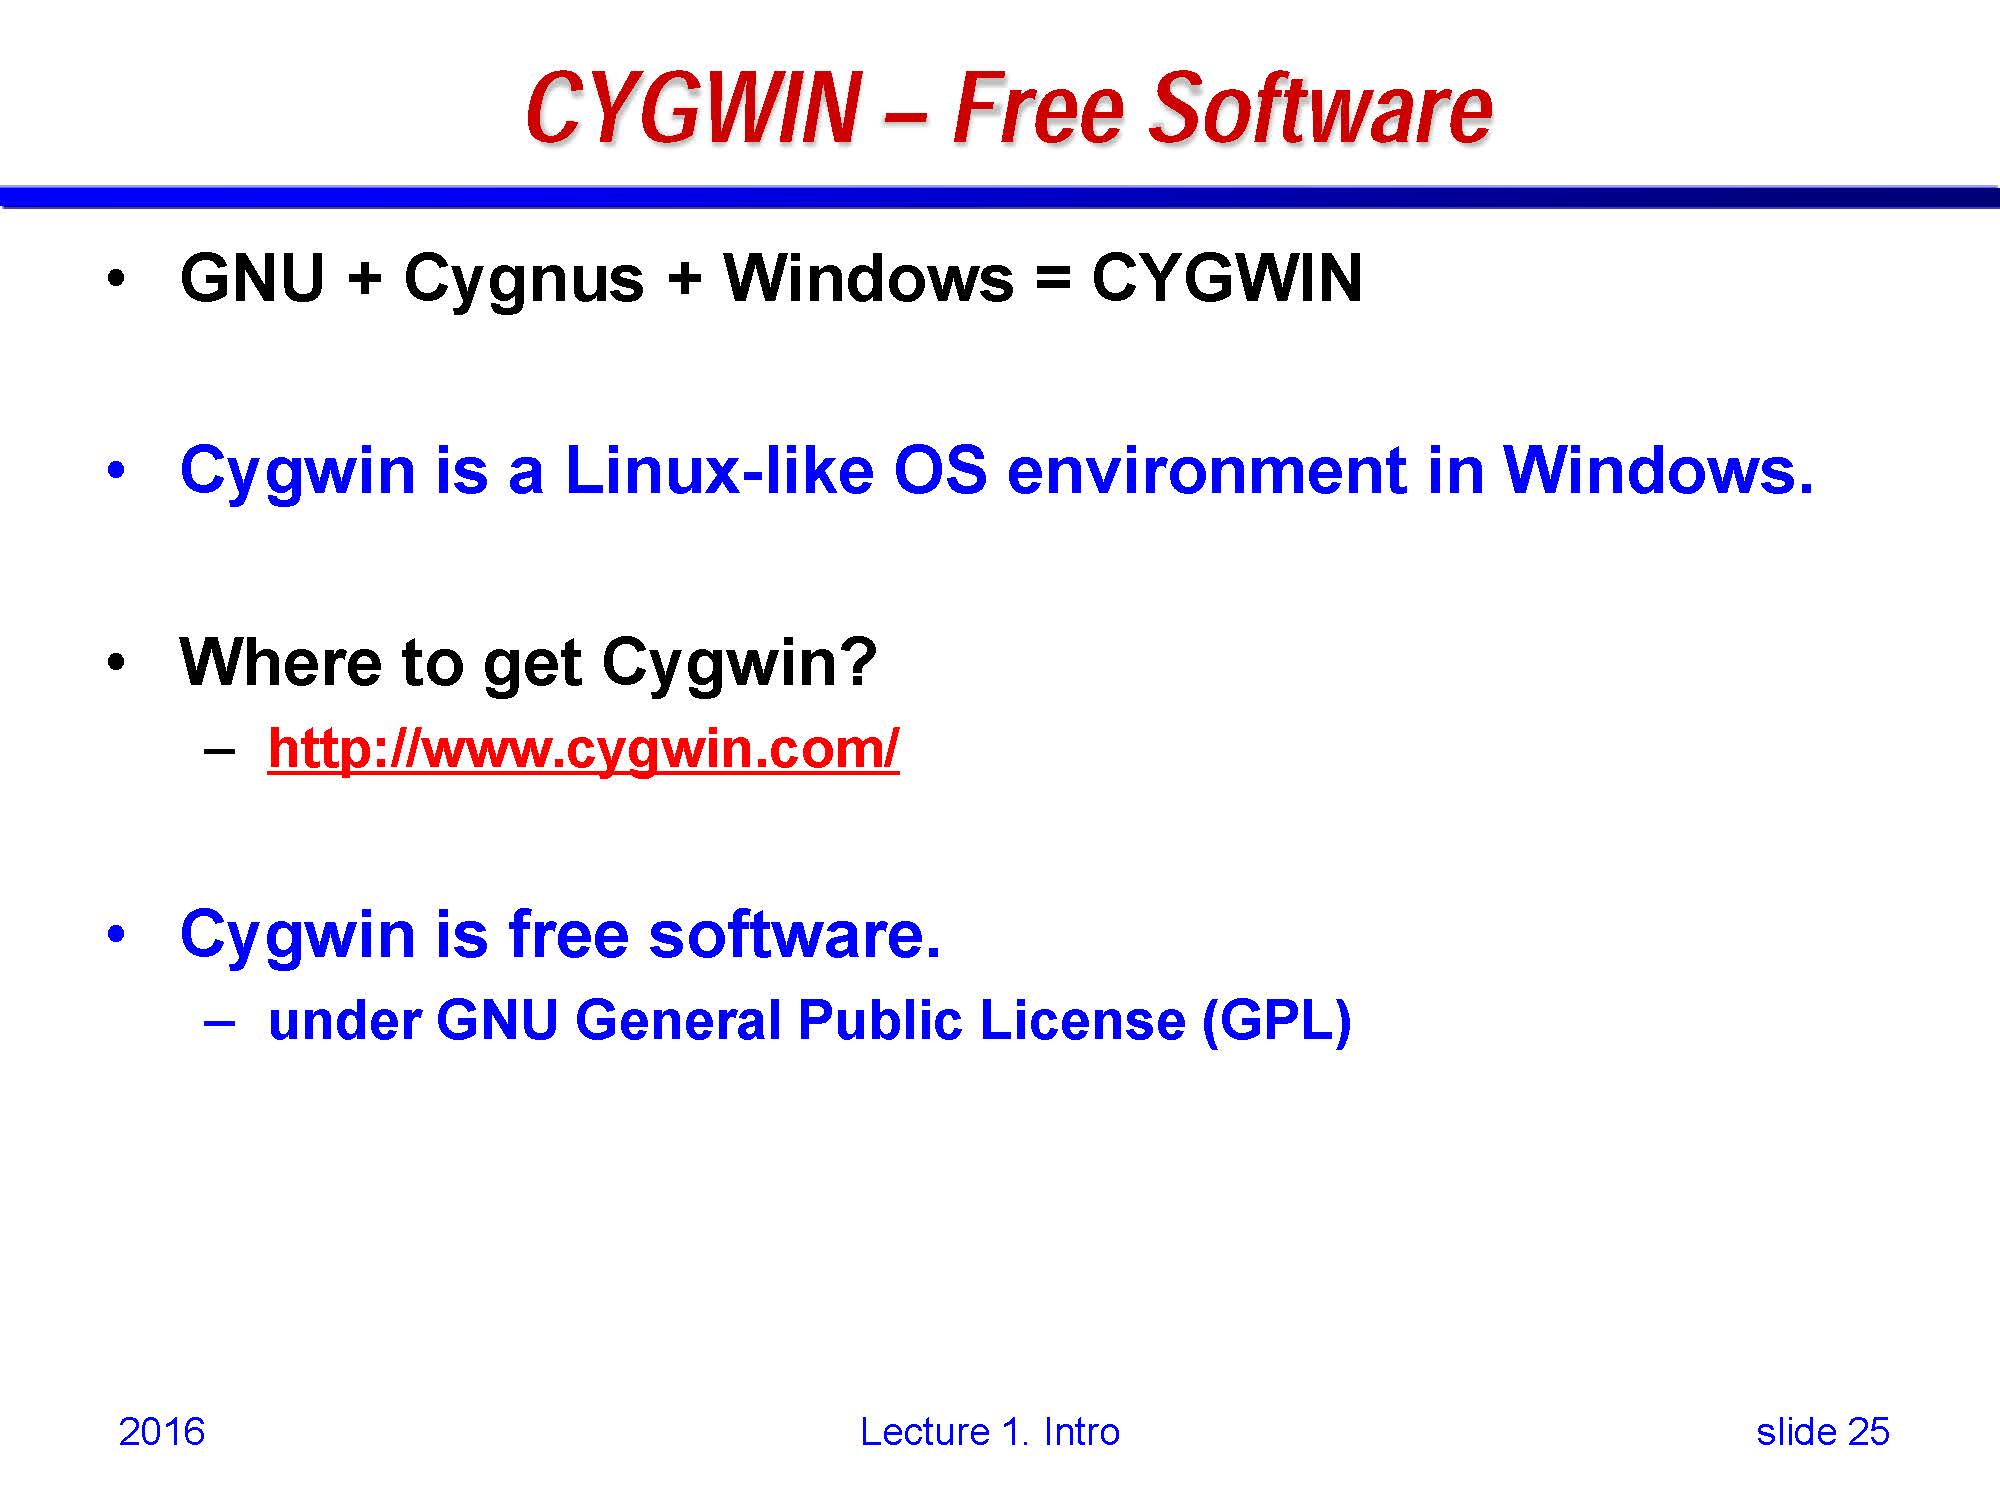 CYGWIN – Free Software
• GNU + Cygnus + Windows = CYGWIN
• Cygwin is a Linux-like OS environment in Windows.
• Where to get Cygwin?
– http://www.cygwin.com/
• Cygwin is free software.
– under GNU General Public License (GPL)
2016 Lecture 1. Intro slide 25